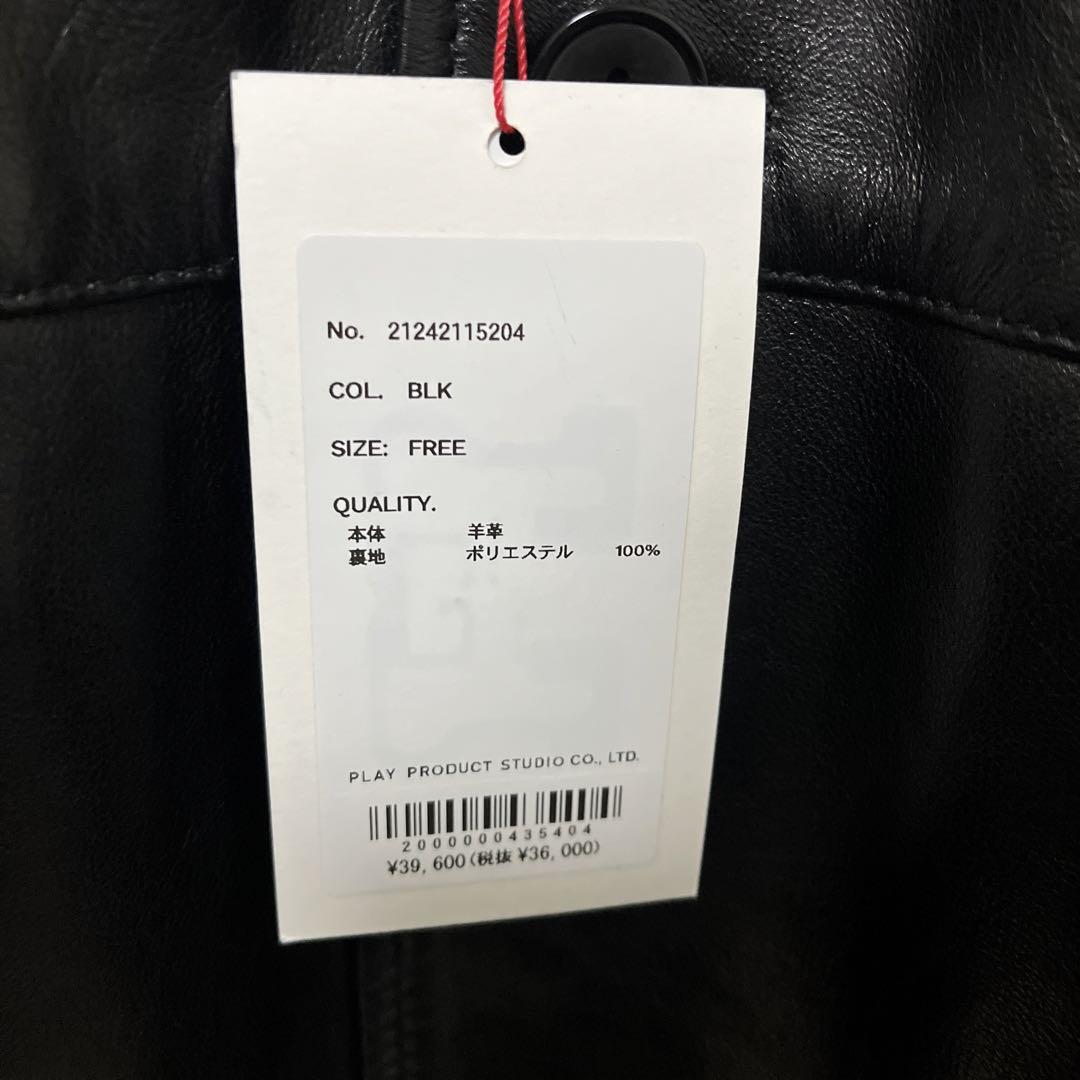 No. 21242115204
COL. BLK
SIZE: FREE
QUALITY.
本体 羊革
裏地 ポリエステル 100%
PLAY PRODUCT STUDIO CO., LTD.
2000000435404
¥39,600(税抜 ¥36,000)